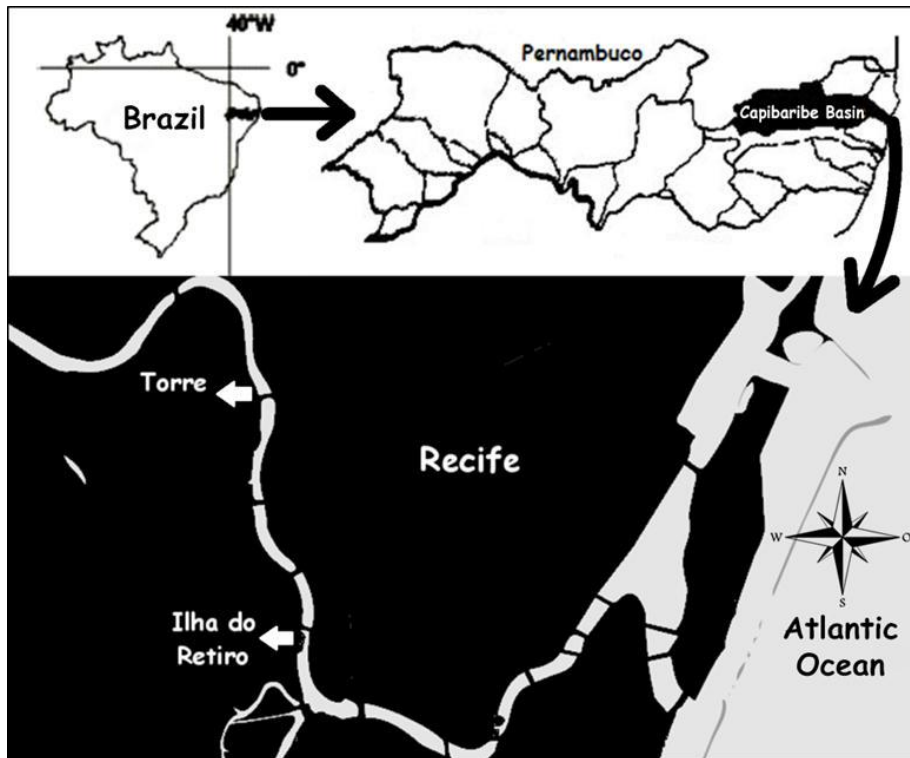 40°W
0°
Brazil
Pernambuco
Capibaribe Basin
Torre
Recife
Ilha do
Retiro
N
W
O
S
Atlantic
Ocean